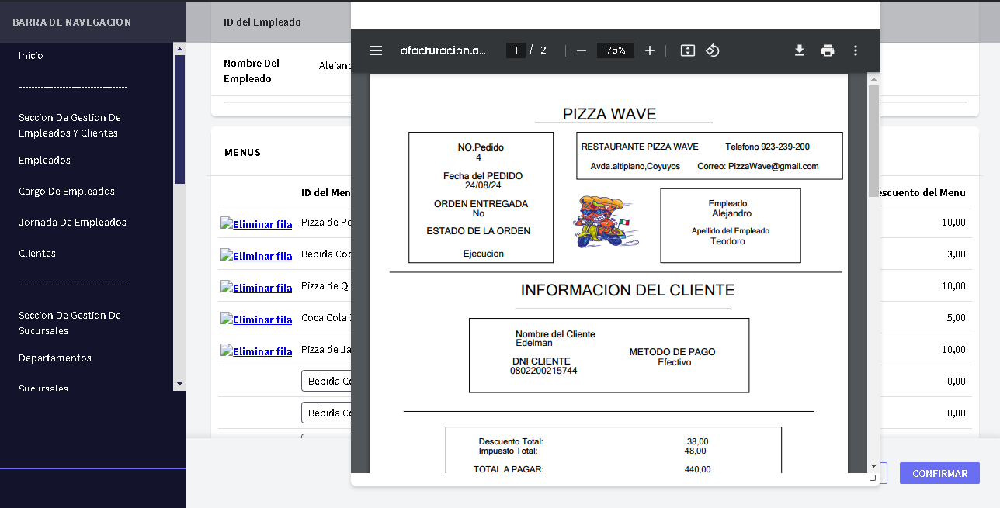 BARRA DE NAVEGACION
Inicio
-----------------------------------
Seccion De Gestion De
Empleados Y Clientes
Empleados
Cargo De Empleados
Jornada De Empleados
Clientes
-----------------------------------
Seccion De Gestion De
Sucursales
Departamentos
Sucursales
ID del Empleado
Nombre Del
Empleado
Alejand
MENUS
ID del Men
scuento del Menu
Eliminar fila Pizza de Pe 10,00
Eliminar fila Bebida Coc 3,00
Eliminar fila Pizza de Qu 10,00
Eliminar fila Coca Cola 5,00
Eliminar fila Pizza de Ja 10,00
Bebida Co 0,00
Bebida Co 0,00
CONFIRMAR
afacturacion.a...
1 / 2
75%
PIZZA WAVE
NO.Pedido
4
Fecha del PEDIDO
24/08/24
ORDEN ENTREGADA
No
ESTADO DE LA ORDEN
Ejecucion
RESTAURANTE PIZZA WAVE Telefono 923-239-200
Avda.altiplano,Coyuyos Correo: PizzaWave@gmail.com
Empleado
Alejandro
Apellido del Empleado
Teodoro
INFORMACION DEL CLIENTE
Nombre del Cliente
Edelman
DNI CLIENTE
0802200215744
METODO DE PAGO
Efectivo
Descuento Total: 38,00
Impuesto Total: 48,00
TOTAL A PAGAR: 440,00